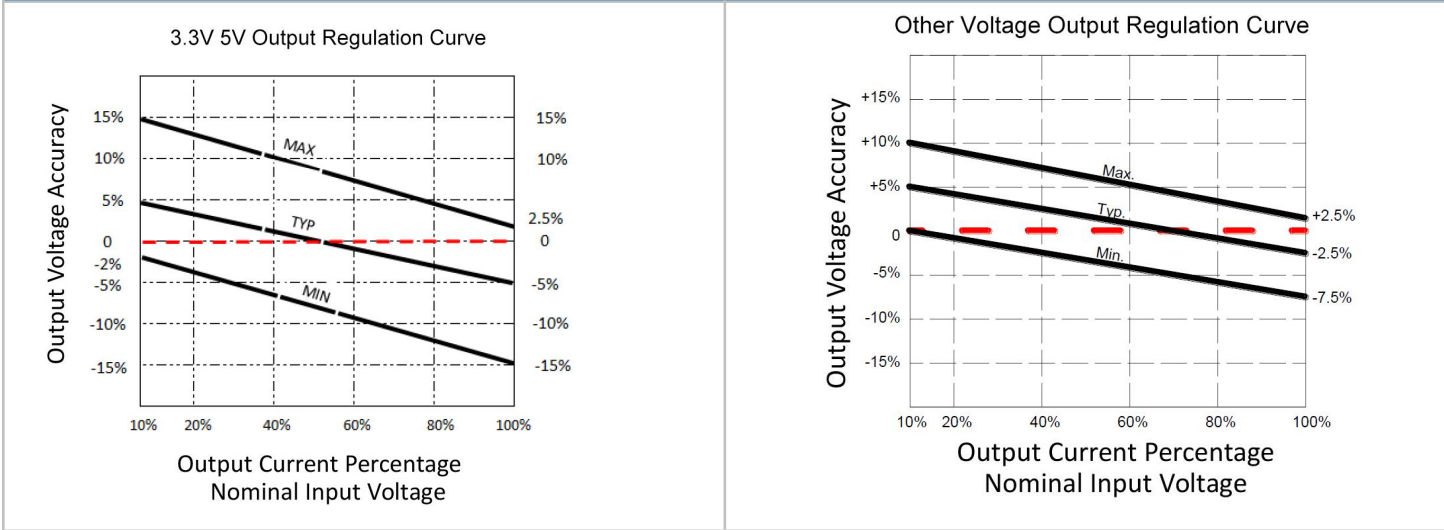 3.3V 5V Output Regulation Curve
Output Voltage Accuracy
15%
10%
5%
0
-2%
-5%
-10%
-15%
MAX
TYP
MIN
15%
10%
2.5%
0
-5%
-10%
-15%
10% 20% 40% 60% 80% 100%
Output Current Percentage
Nominal Input Voltage
Other Voltage Output Regulation Curve
Output Voltage Accuracy
+15%
+10%
+5%
0
-5%
-10%
-15%
Max.
Typ.
Min.
+2.5%
-2.5%
-7.5%
10% 20% 40% 60% 80% 100%
Output Current Percentage
Nominal Input Voltage